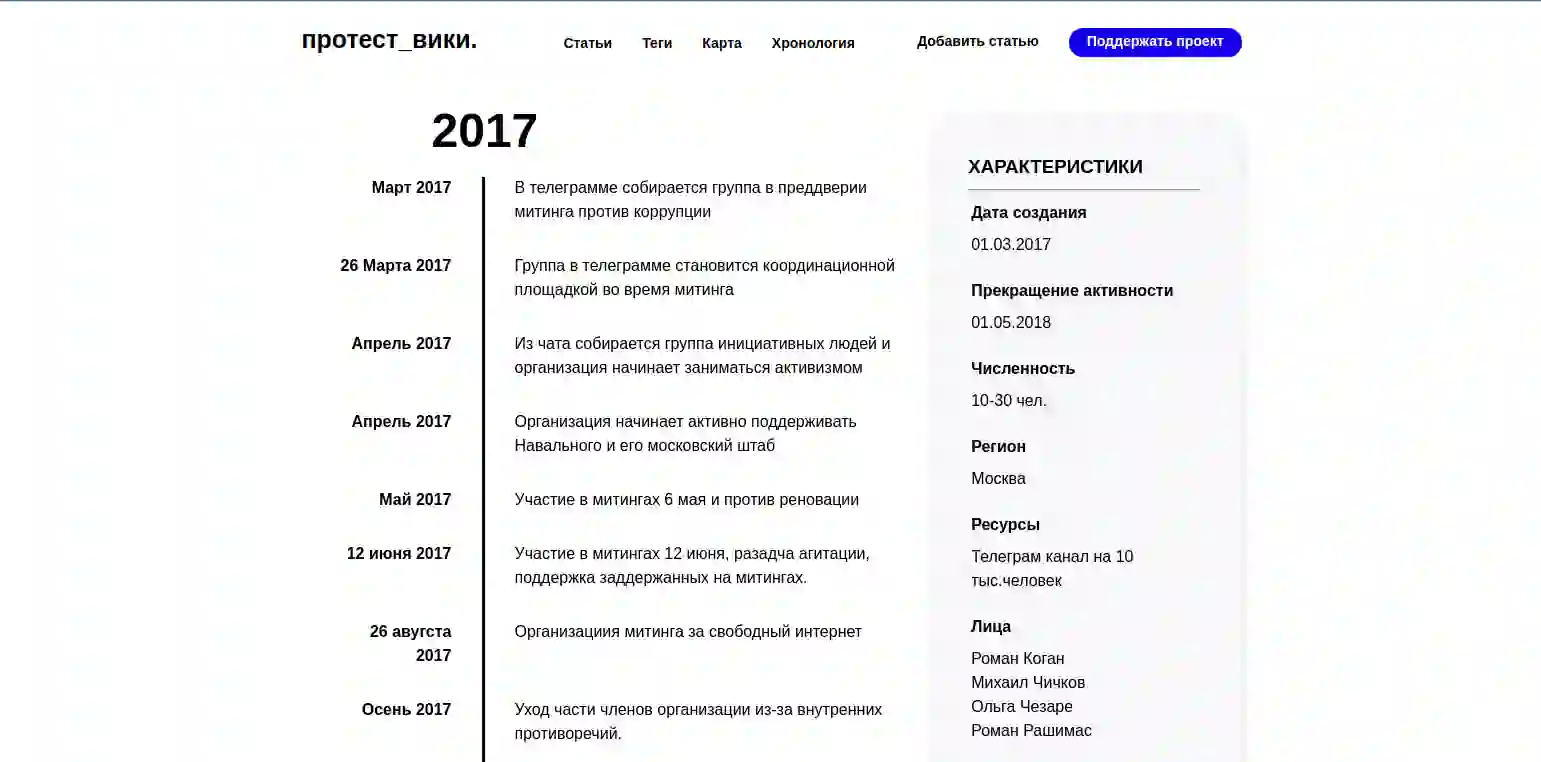 протест_вики.
Статьи
Теги
Карта
Хронология
Добавить статью
Поддержать проект
2017
Март 2017
В телеграмме собирается группа в преддверии
митинга против коррупции
26 Марта 2017
Группа в телеграмме становится координационной
площадкой во время митинга
Апрель 2017
Из чата собирается группа инициативных людей и
организация начинает заниматься активизмом
Апрель 2017
Организация начинает активно поддерживать
Навального и его московский штаб
Май 2017
Участие в митингах 6 мая и против реновации
12 июня 2017
Участие в митингах 12 июня, разадча агитации,
поддержка заддержанных на митингах.
26 авугста
2017
Организациия митинга за свободный интернет
Осень 2017
Уход части членов организации из-за внутренних
противоречий.
ХАРАКТЕРИСТИКИ
Дата создания
01.03.2017
Прекращение активности
01.05.2018
Численность
10-30 чел.
Регион
Москва
Ресурсы
Телеграм канал на 10
тыс.человек
Лица
Роман Коган
Михаил Чичков
Ольга Чезаре
Роман Рашимас